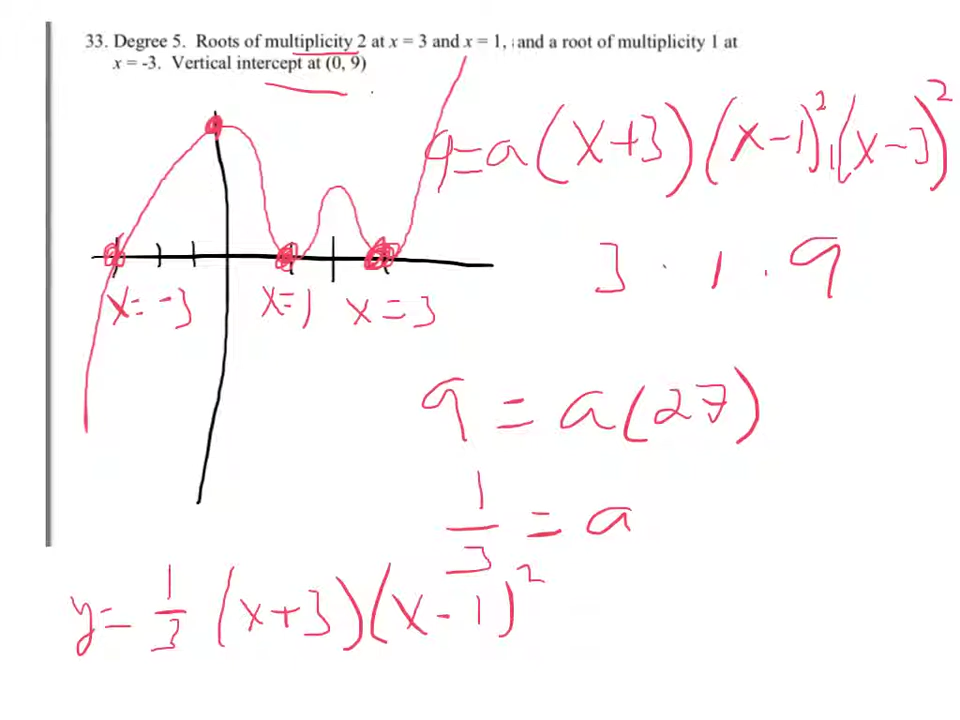 33. Degree 5. Roots of multiplicity 2 at x = 3 and x = 1, and a root of multiplicity 1 at
x = -3. Vertical intercept at (0, 9)
9=a(x+3)(x-1)²(x-3)²
3 · 1 · 9
x=-3 x=1 x=3
9 = a(27)
1/3 = a
y= 1/3 (x+3)(x-1)²